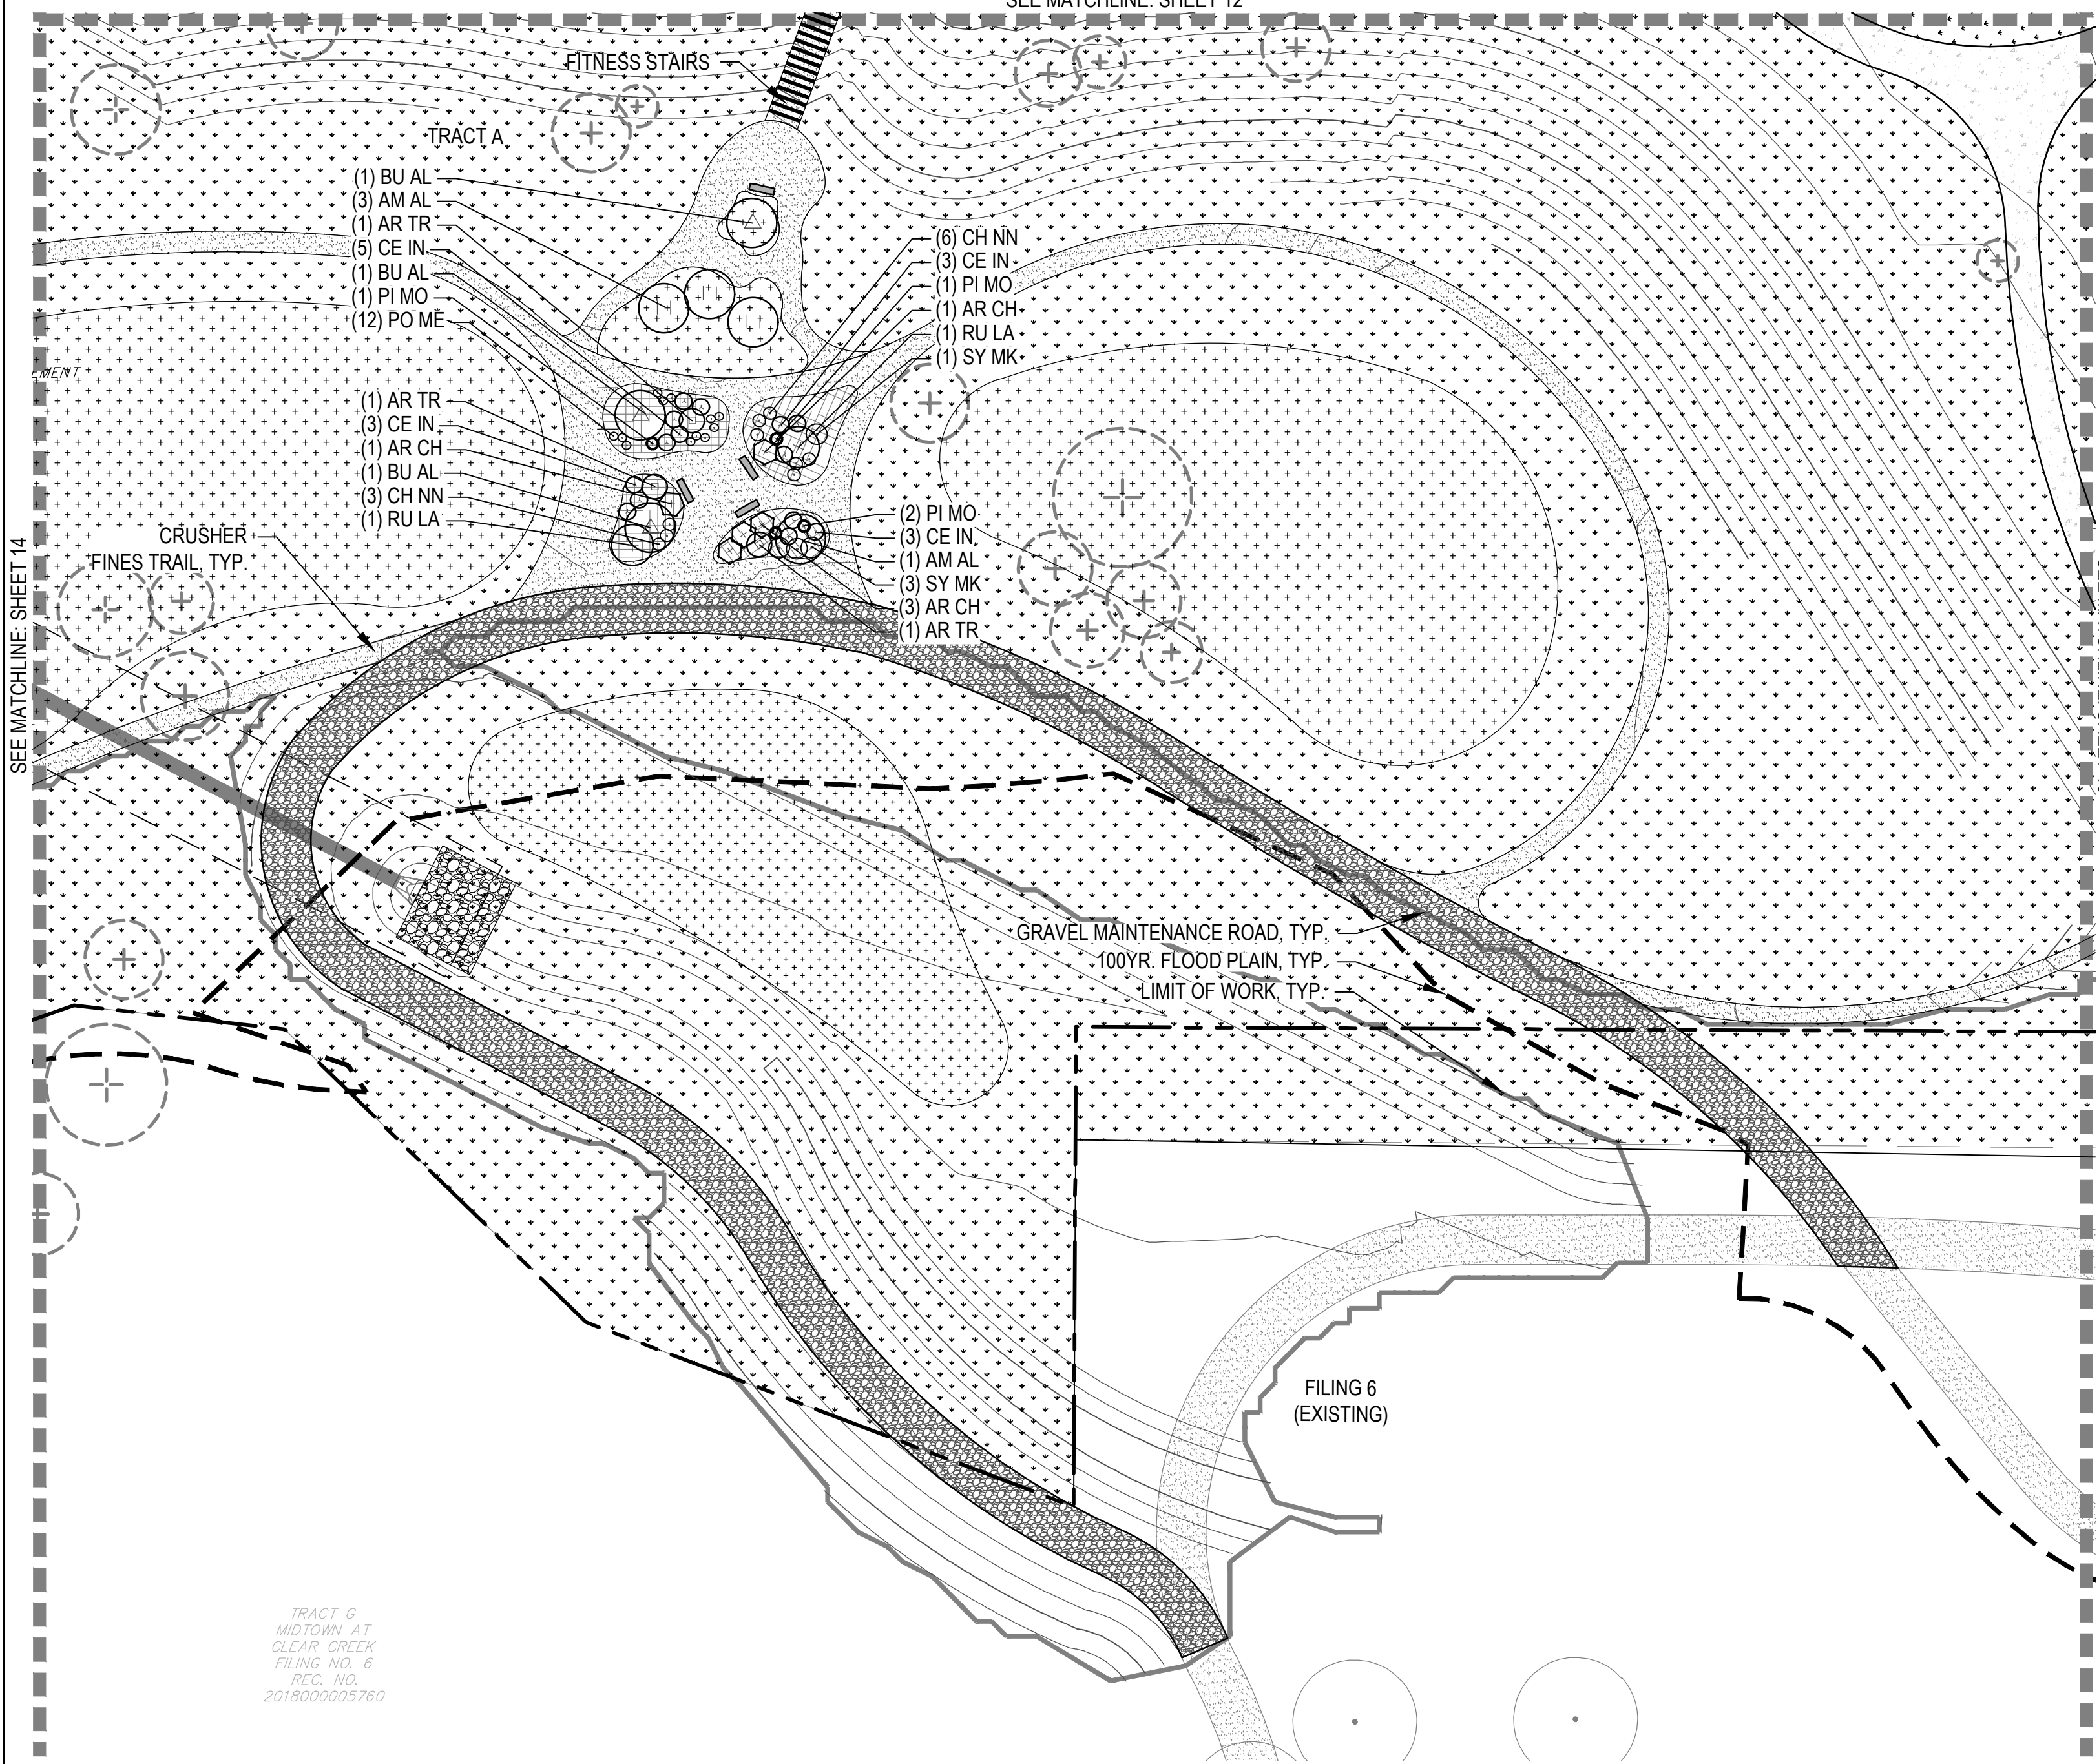 SEE MATCHLINE: SHEET 12
FITNESS STAIRS
TRACT A
(1) BU AL
(3) AM AL
(1) AR TR
(5) CE IN
(1) BU AL
(1) PI MO
(12) PO ME
(6) CH NN
(3) CE IN
(1) PI MO
(1) AR CH
(1) RU LA
(1) SY MK
EMENT
(1) AR TR
(3) CE IN
(1) AR CH
(1) BU AL
(3) CH NN
(1) RU LA
(2) PI MO
(3) CE IN
(1) AM AL
(3) SY MK
(3) AR CH
(1) AR TR
CRUSHER
FINES TRAIL, TYP.
SEE MATCHLINE: SHEET 14
GRAVEL MAINTENANCE ROAD, TYP.
100YR. FLOOD PLAIN, TYP.
LIMIT OF WORK, TYP.
FILING 6
(EXISTING)
TRACT G
MIDTOWN AT
CLEAR CREEK
FILING NO. 6
REC. NO.
2018000005760